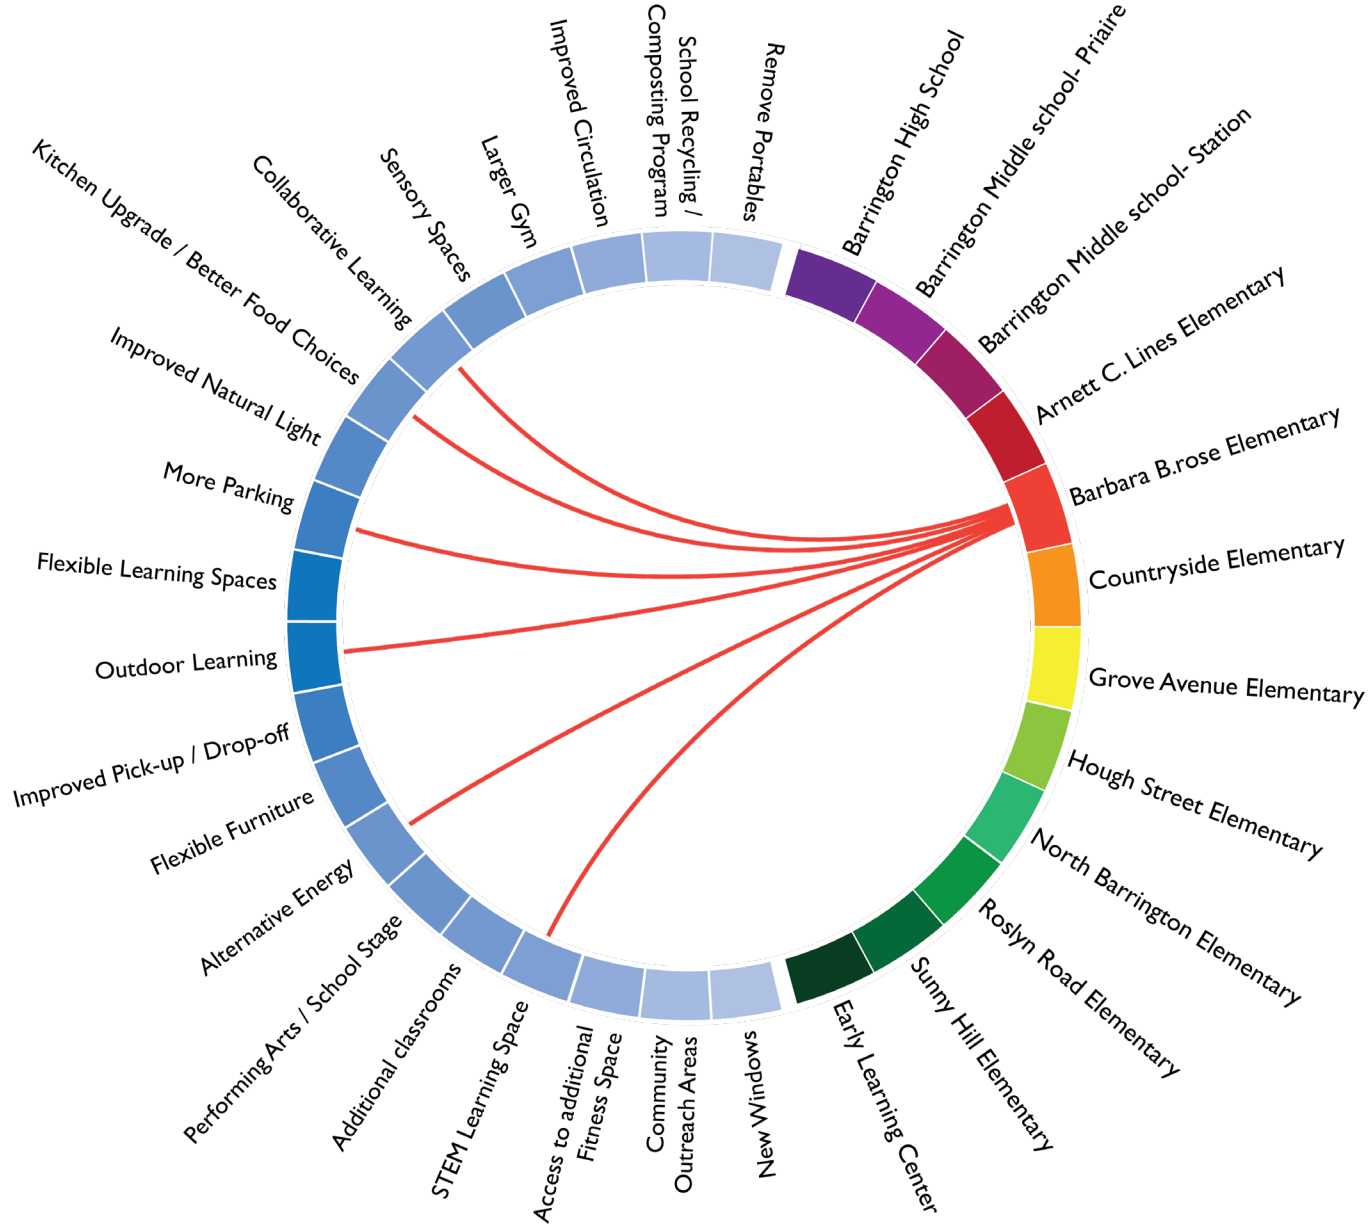 Composting Program
School Recycling /
Remove Portables
Improved Circulation
Larger Gym
Sensory Spaces
Collaborative Learning
Kitchen Upgrade / Better Food Choices
Improved Natural Light
More Parking
Flexible Learning Spaces
Outdoor Learning
Improved Pick-up / Drop-off
Flexible Furniture
Alternative Energy
Performing Arts / School Stage
Additional classrooms
STEM Learning Space
Access to additional
Fitness Space
Community
Outreach Areas
New Windows
Barrington High School
Barrington Middle school- Priaire
Barrington Middle school- Station
Arnett C. Lines Elementary
Barbara B.rose Elementary
Countryside Elementary
Grove Avenue Elementary
Hough Street Elementary
North Barrington Elementary
Roslyn Road Elementary
Sunny Hill Elementary
Early Learning Center